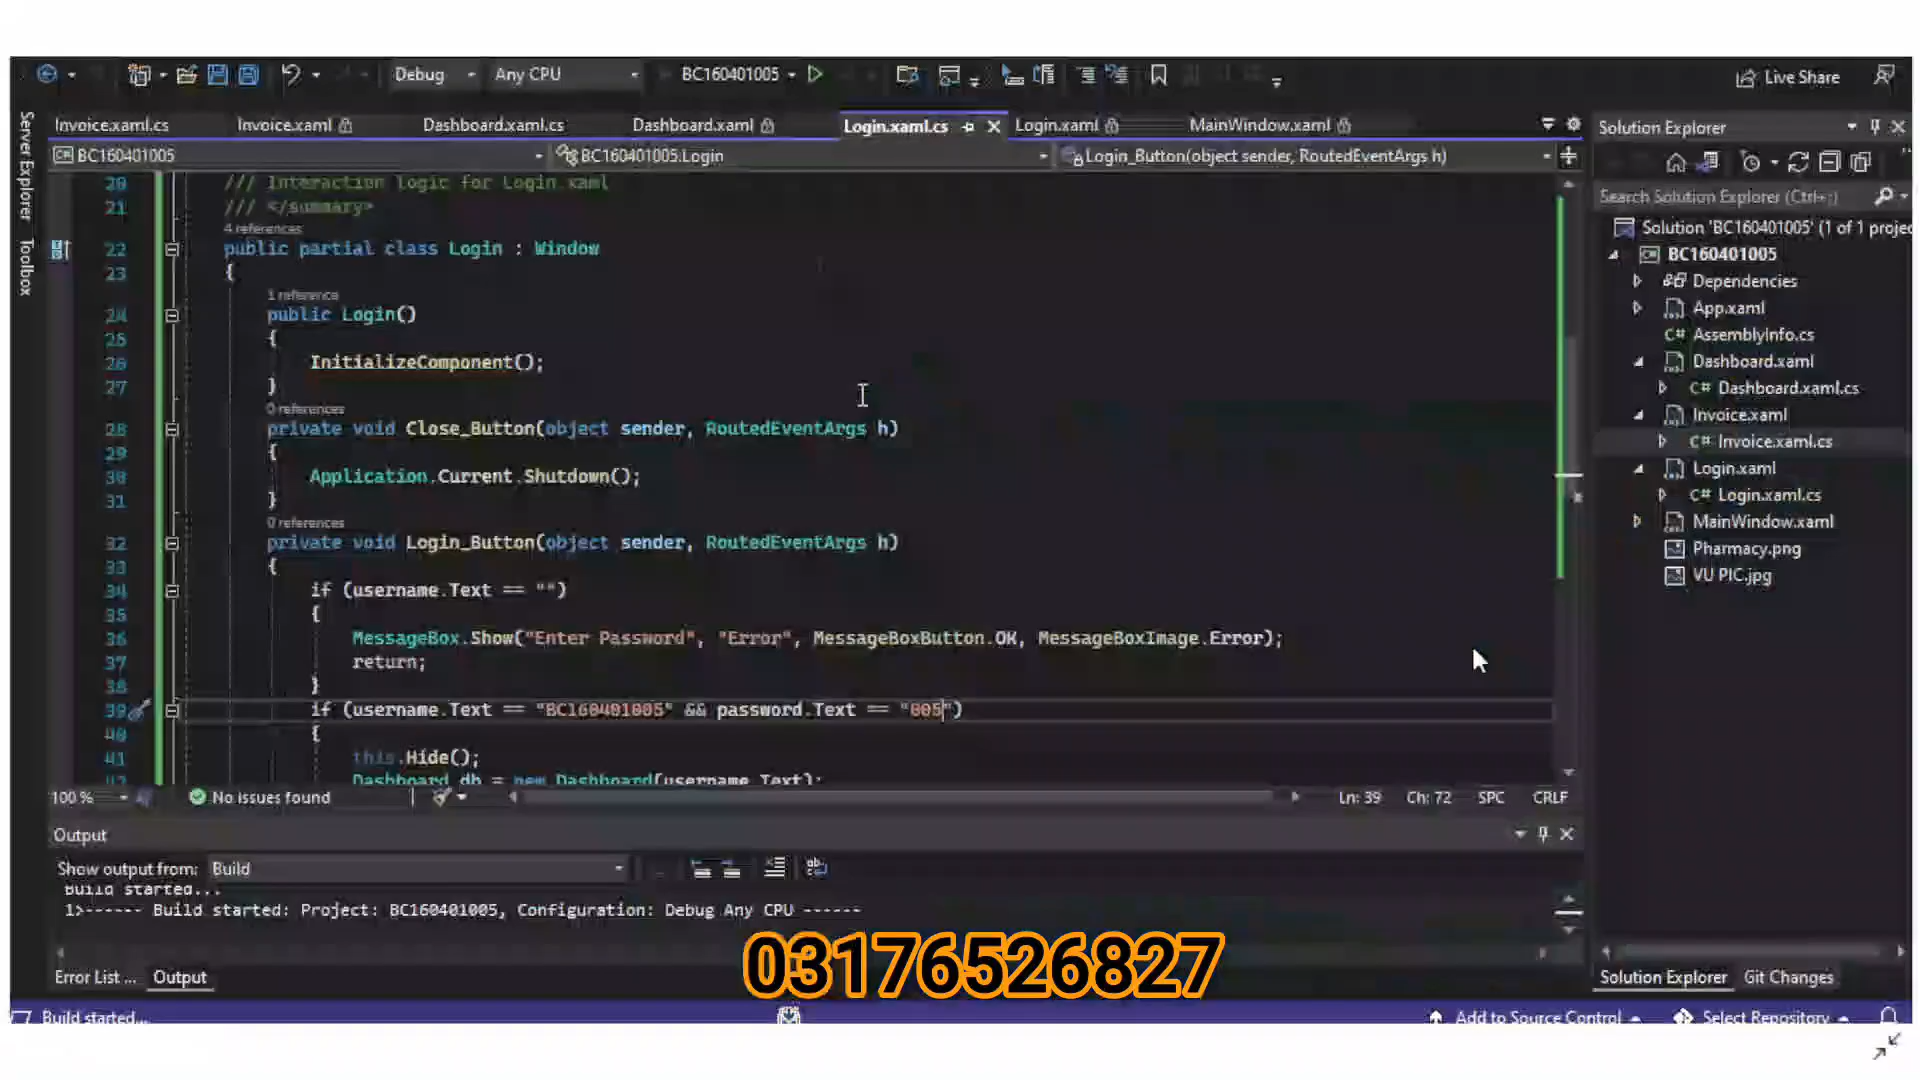 Debug Any CPU BC160401005 Live Share
Server Explorer
Toolbox
Invoice.xaml.cs Invoice.xaml Dashboard.xaml.cs Dashboard.xaml Login.xaml.cs Login.xaml MainWindow.xaml
BC160401005 BC160401005.Login Login_Button(object sender, RoutedEventArgs h)
20 /// Interaction logic for Login.xaml
21 /// </summary>
4 references
22 public partial class Login : Window
23 {
1 reference
24 public Login()
25 {
26 InitializeComponent();
27 }
0 references
28 private void Close_Button(object sender, RoutedEventArgs h)
29 {
30 Application.Current.Shutdown();
31 }
0 references
32 private void Login_Button(object sender, RoutedEventArgs h)
33 {
34 if (username.Text == "")
35 {
36 MessageBox.Show("Enter Password", "Error", MessageBoxButton.OK, MessageBoxImage.Error);
37 return;
38 }
39 if (username.Text == "BC160401005" && password.Text == "005")
40 {
41 this.Hide();
42 Dashboard db = new Dashboard(username.Text);
100 % No issues found Ln: 39 Ch: 72 SPC CRLF
Output
Show output from: Build
Build started...
1>------ Build started: Project: BC160401005, Configuration: Debug Any CPU ------
Error List ... Output
Solution Explorer
Search Solution Explorer (Ctrl+;)
Solution 'BC160401005' (1 of 1 projec
BC160401005
Dependencies
App.xaml
C# AssemblyInfo.cs
Dashboard.xaml
C# Dashboard.xaml.cs
Invoice.xaml
C# Invoice.xaml.cs
Login.xaml
C# Login.xaml.cs
MainWindow.xaml
Pharmacy.png
VU PIC.jpg
Solution Explorer Git Changes
03176526827
Build started... Add to Source Control Select Repository